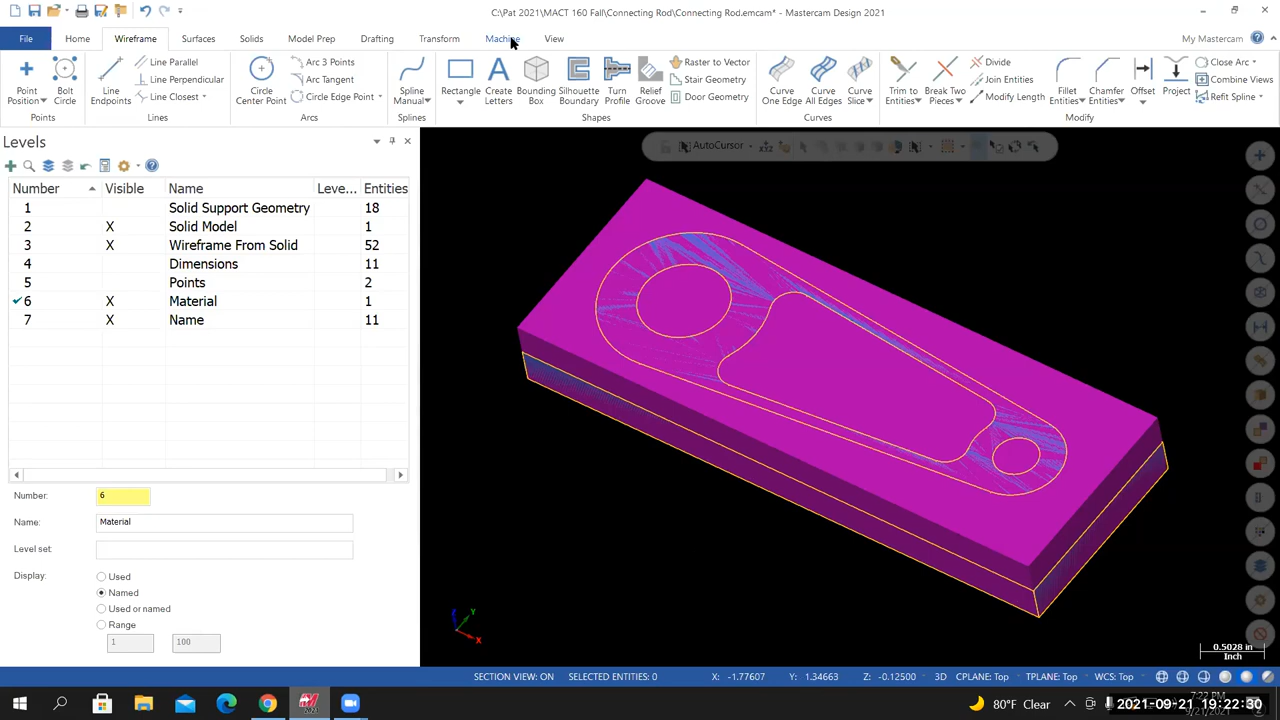 C:\Pat 2021\MACT 160 Fall\Connecting Rod\Connecting Rod.emcam* - Mastercam Design 2021
File Home Wireframe Surfaces Solids Model Prep Drafting Transform Machine View My Mastercam
Point Position Bolt Circle
Points
Line Endpoints Line Parallel Line Perpendicular Line Closest
Lines
Circle Center Point Arc 3 Points Arc Tangent Circle Edge Point
Arcs
Spline Manual
Splines
Rectangle Create Letters Bounding Box Silhouette Boundary Turn Profile Relief Groove Raster to Vector Stair Geometry Door Geometry
Shapes
Curve One Edge Curve All Edges Curve Slice
Curves
Trim to Entities Break Two Pieces Divide Join Entities Modify Length Fillet Entities Chamfer Entities Offset Project Close Arc Combine Views Refit Spline
Modify
Levels
AutoCursor
Number Visible Name Leve... Entities
1 Solid Support Geometry 18
2 X Solid Model 1
3 X Wireframe From Solid 52
4 Dimensions 11
5 Points 2
6 X Material 1
7 X Name 11
Number: 6
Name: Material
Level set:
Display: Used
Named
Used or named
Range
1 100
Z Y
X
0.5028 in
Inch
SECTION VIEW: ON SELECTED ENTITIES: 0 X: -1.77607 Y: 1.34663 Z: -0.12500 3D CPLANE: Top TPLANE: Top WCS: Top
80°F Clear
7:22 PM
2021-09-21 19:22:30
9/21/2021